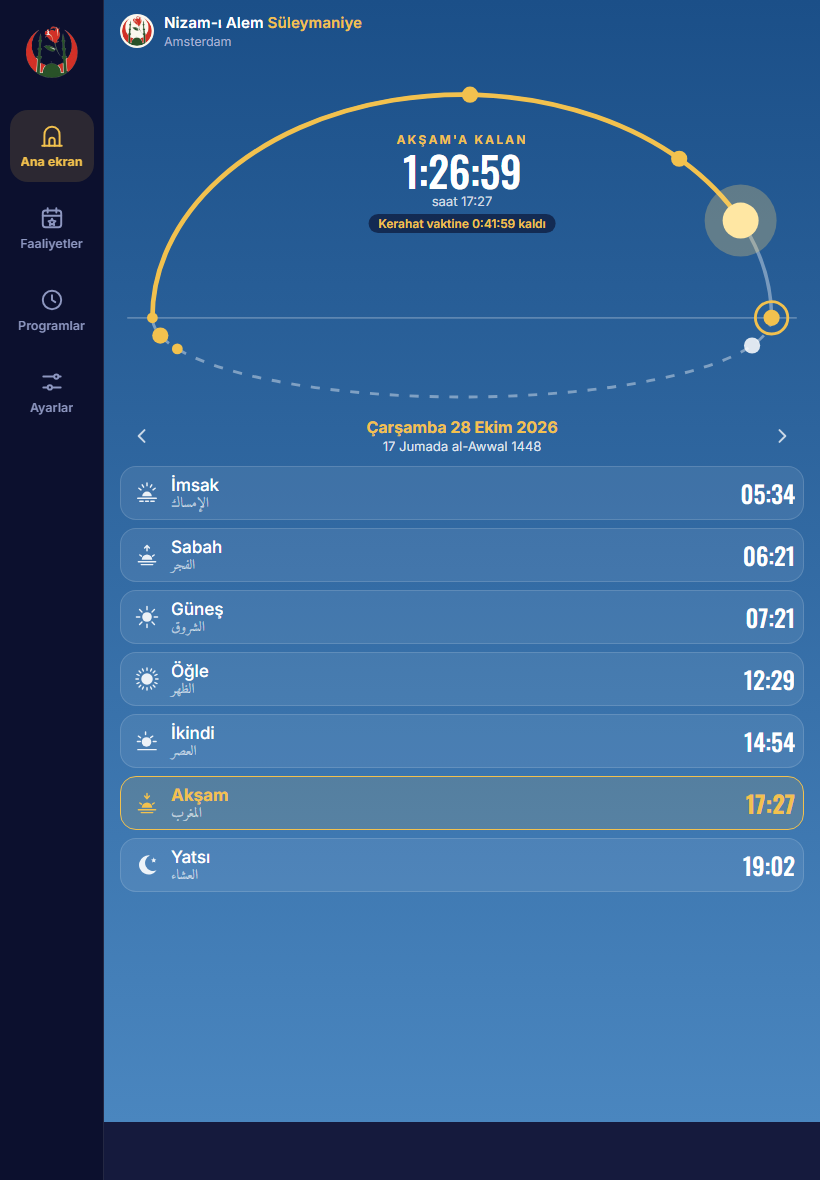 Nizam-ı Alem Süleymaniye
Amsterdam
Ana ekran
Faaliyetler
Programlar
Ayarlar
AKŞAM'A KALAN
1:26:59
saat 17:27
Kerahat vaktine 0:41:59 kaldı
Çarşamba 28 Ekim 2026
17 Jumada al-Awwal 1448
İmsak
الإمساك
05:34
Sabah
الفجر
06:21
Güneş
الشروق
07:21
Öğle
الظهر
12:29
İkindi
العصر
14:54
Akşam
المغرب
17:27
Yatsı
العشاء
19:02